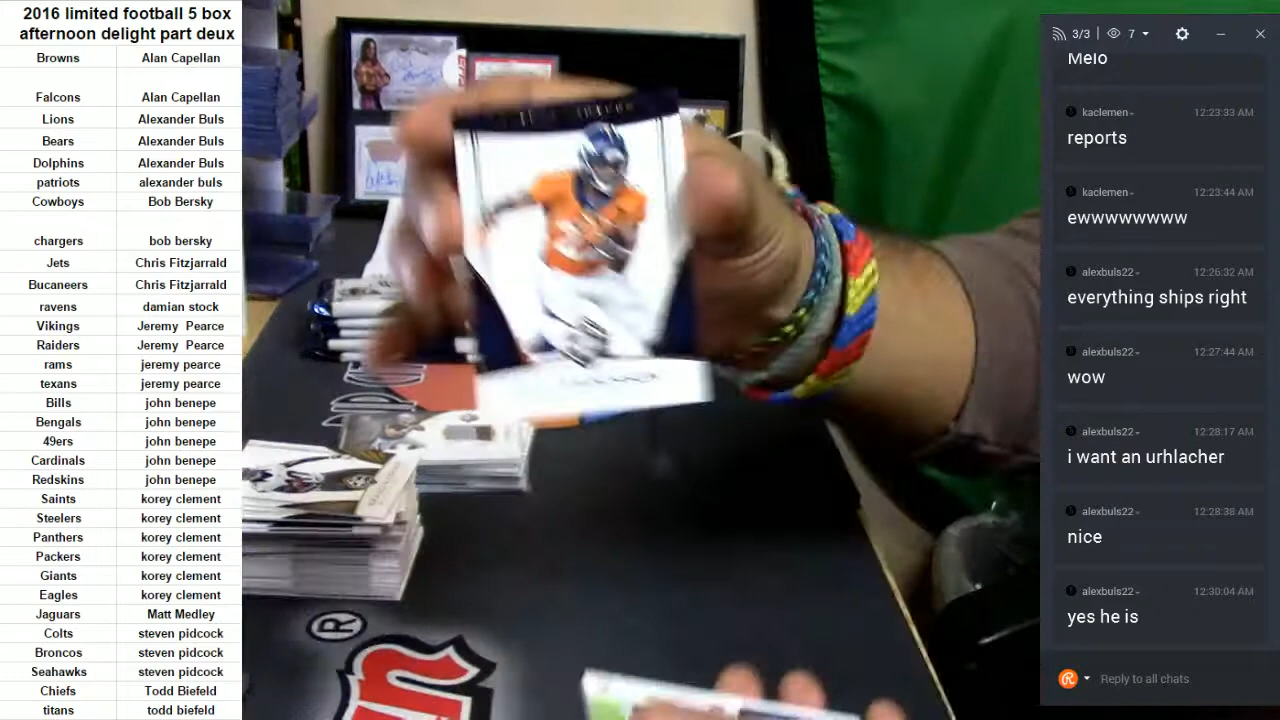 2016 limited football 5 box
afternoon delight part deux
Browns Alan Capellan
Falcons Alan Capellan
Lions Alexander Buls
Bears Alexander Buls
Dolphins Alexander Buls
patriots alexander buls
Cowboys Bob Bersky
chargers bob bersky
Jets Chris Fitzjarrald
Bucaneers Chris Fitzjarrald
ravens damian stock
Vikings Jeremy Pearce
Raiders Jeremy Pearce
rams jeremy pearce
texans jeremy pearce
Bills john benepe
Bengals john benepe
49ers john benepe
Cardinals john benepe
Redskins john benepe
Saints korey clement
Steelers korey clement
Panthers korey clement
Packers korey clement
Giants korey clement
Eagles korey clement
Jaguars Matt Medley
Colts steven pidcock
Broncos steven pidcock
Seahawks steven pidcock
Chiefs Todd Biefeld
titans todd biefeld
®
3/3 7
Melo
kaclemen 12:23:33 AM
reports
kaclemen 12:23:44 AM
ewwwwwwww
alexbuls22 12:26:32 AM
everything ships right
alexbuls22 12:27:44 AM
wow
alexbuls22 12:28:17 AM
i want an urhlacher
alexbuls22 12:28:38 AM
nice
alexbuls22 12:30:04 AM
yes he is
Reply to all chats